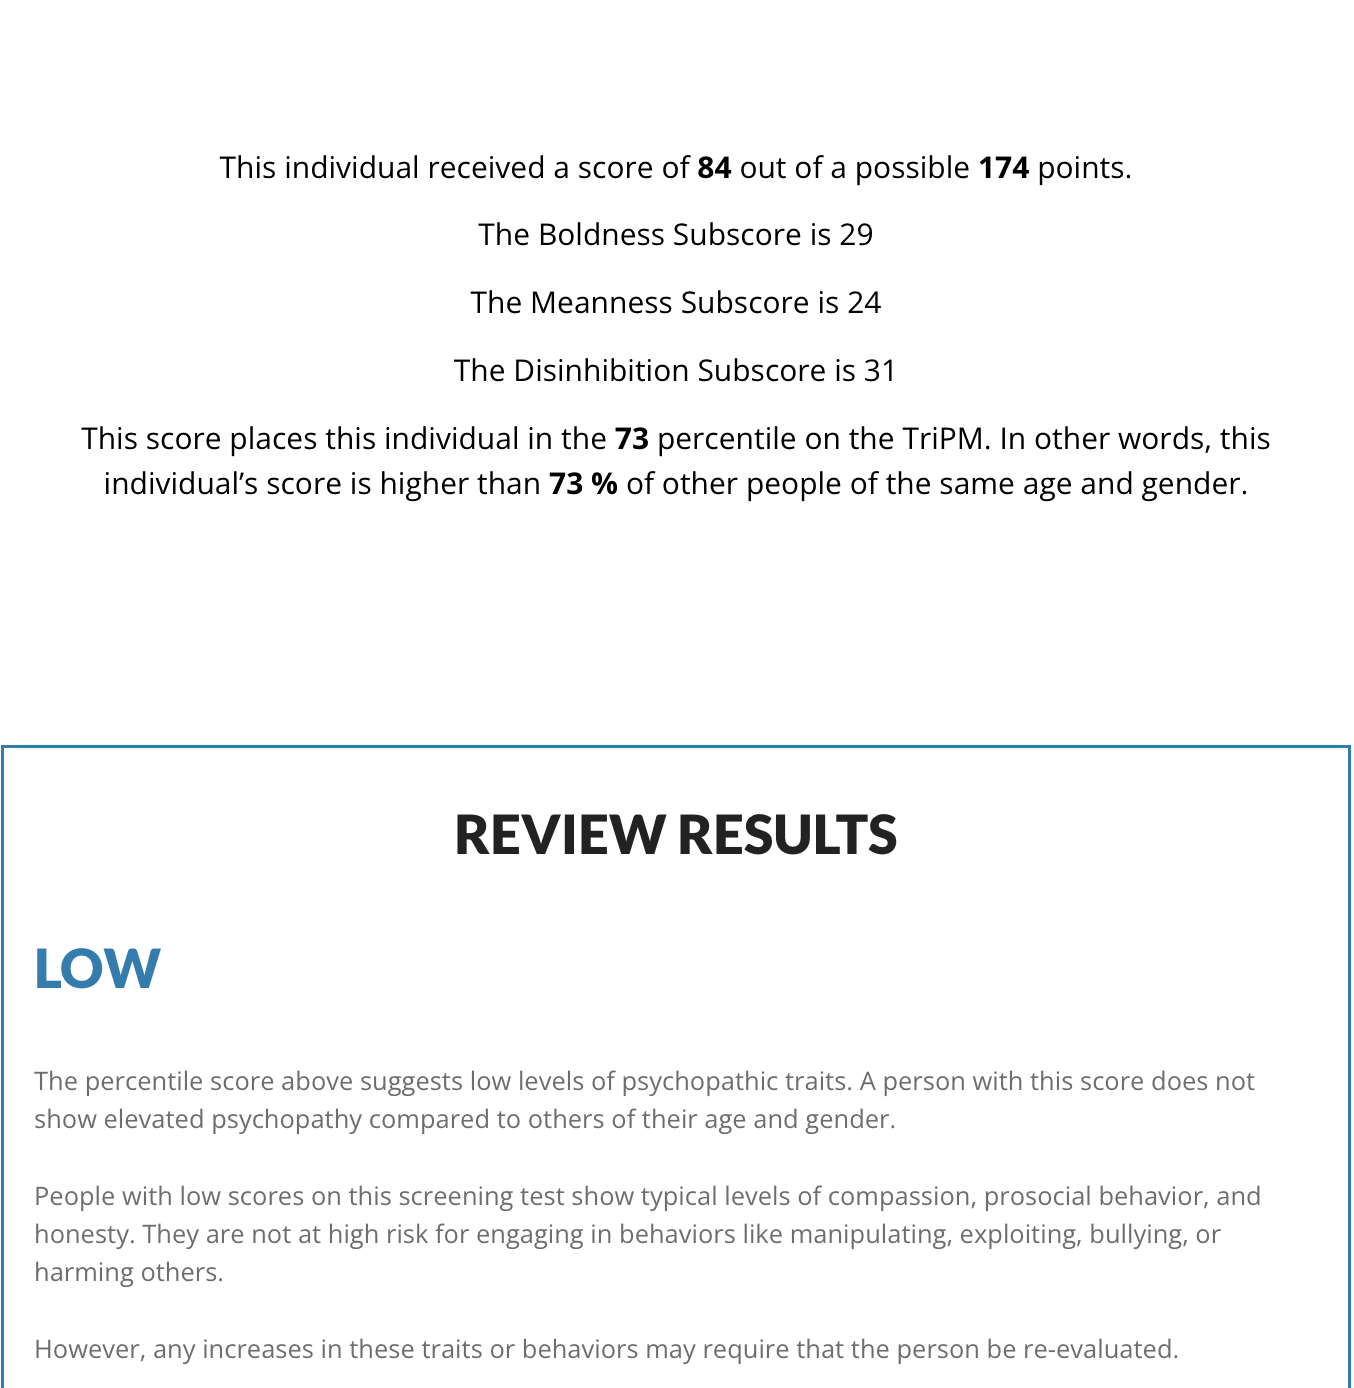 This individual received a score of 84 out of a possible 174 points.
The Boldness Subscore is 29
The Meanness Subscore is 24
The Disinhibition Subscore is 31
This score places this individual in the 73 percentile on the TriPM. In other words, this
individual’s score is higher than 73 % of other people of the same age and gender.
REVIEW RESULTS
LOW
The percentile score above suggests low levels of psychopathic traits. A person with this score does not
show elevated psychopathy compared to others of their age and gender.
People with low scores on this screening test show typical levels of compassion, prosocial behavior, and
honesty. They are not at high risk for engaging in behaviors like manipulating, exploiting, bullying, or
harming others.
However, any increases in these traits or behaviors may require that the person be re-evaluated.